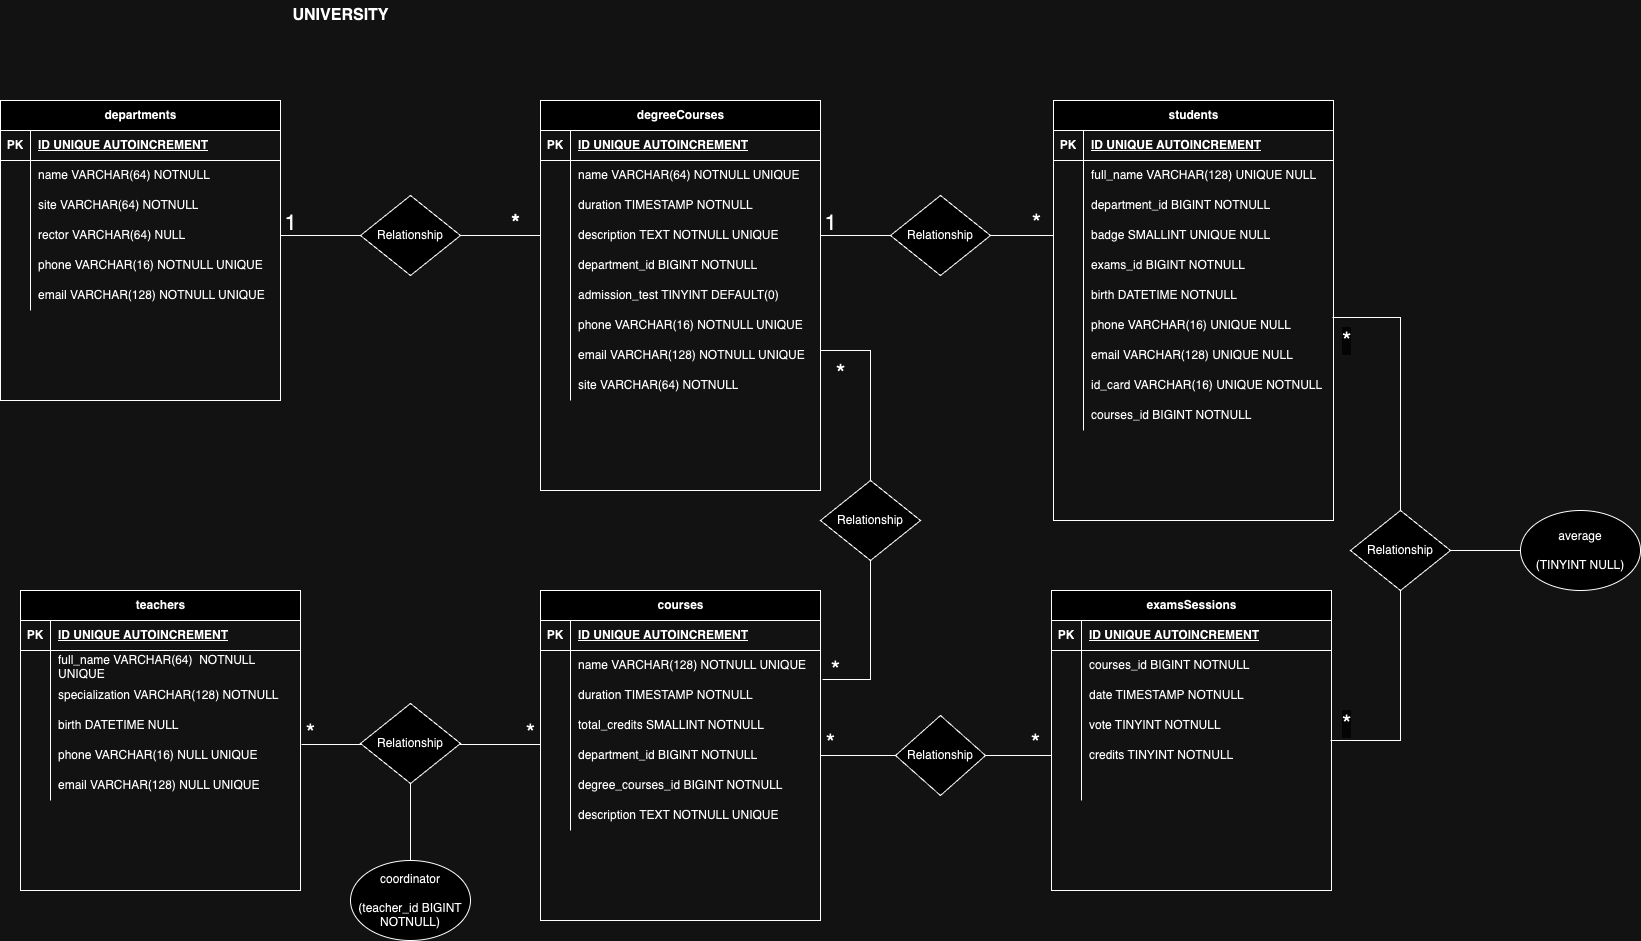 UNIVERSITY
departments
PK ID UNIQUE AUTOINCREMENT
name VARCHAR(64) NOTNULL
site VARCHAR(64) NOTNULL
rector VARCHAR(64) NULL
phone VARCHAR(16) NOTNULL UNIQUE
email VARCHAR(128) NOTNULL UNIQUE
1
Relationship
*
degreeCourses
PK ID UNIQUE AUTOINCREMENT
name VARCHAR(64) NOTNULL UNIQUE
duration TIMESTAMP NOTNULL
description TEXT NOTNULL UNIQUE
department_id BIGINT NOTNULL
admission_test TINYINT DEFAULT(0)
phone VARCHAR(16) NOTNULL UNIQUE
email VARCHAR(128) NOTNULL UNIQUE
site VARCHAR(64) NOTNULL
1
Relationship
*
students
PK ID UNIQUE AUTOINCREMENT
full_name VARCHAR(128) UNIQUE NULL
department_id BIGINT NOTNULL
badge SMALLINT UNIQUE NULL
exams_id BIGINT NOTNULL
birth DATETIME NOTNULL
phone VARCHAR(16) UNIQUE NULL
email VARCHAR(128) UNIQUE NULL
id_card VARCHAR(16) UNIQUE NOTNULL
courses_id BIGINT NOTNULL
*
Relationship
*
*
Relationship
*
average
(TINYINT NULL)
teachers
PK ID UNIQUE AUTOINCREMENT
full_name VARCHAR(64) NOTNULL
UNIQUE
specialization VARCHAR(128) NOTNULL
birth DATETIME NULL
phone VARCHAR(16) NULL UNIQUE
email VARCHAR(128) NULL UNIQUE
*
Relationship
*
coordinator
(teacher_id BIGINT
NOTNULL)
courses
PK ID UNIQUE AUTOINCREMENT
name VARCHAR(128) NOTNULL UNIQUE
duration TIMESTAMP NOTNULL
total_credits SMALLINT NOTNULL
department_id BIGINT NOTNULL
degree_courses_id BIGINT NOTNULL
description TEXT NOTNULL UNIQUE
*
Relationship
*
examsSessions
PK ID UNIQUE AUTOINCREMENT
courses_id BIGINT NOTNULL
date TIMESTAMP NOTNULL
vote TINYINT NOTNULL
credits TINYINT NOTNULL